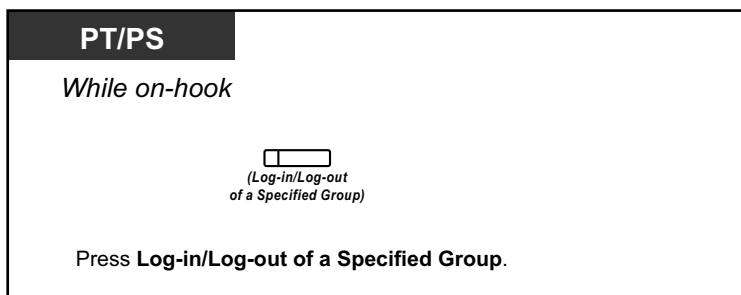 PT/PS
While on-hook
(Log-in/Log-out
of a Specified Group)
Press Log-in/Log-out of a Specified Group.